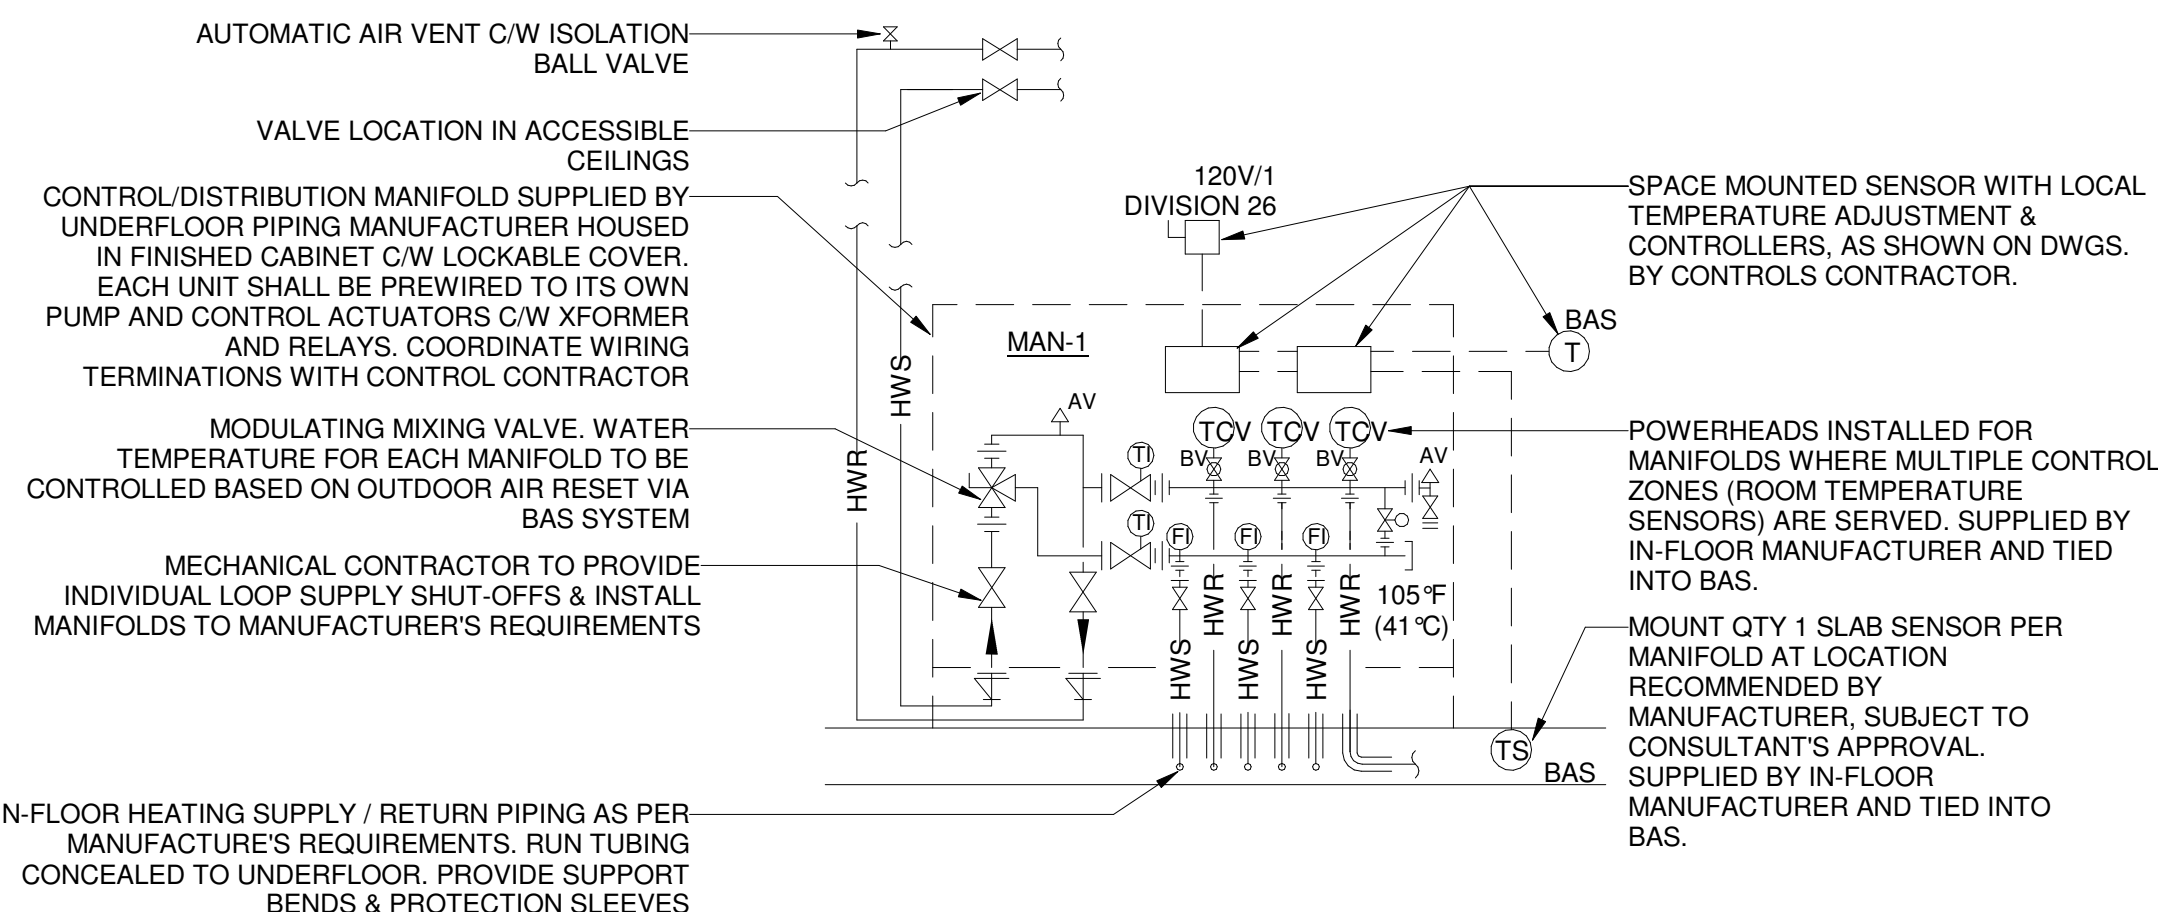 AUTOMATIC AIR VENT C/W ISOLATION
BALL VALVE
VALVE LOCATION IN ACCESSIBLE
CEILINGS
CONTROL/DISTRIBUTION MANIFOLD SUPPLIED BY
UNDERFLOOR PIPING MANUFACTURER HOUSED
IN FINISHED CABINET C/W LOCKABLE COVER.
EACH UNIT SHALL BE PREWIRED TO ITS OWN
PUMP AND CONTROL ACTUATORS C/W XFORMER
AND RELAYS. COORDINATE WIRING
TERMINATIONS WITH CONTROL CONTRACTOR
MODULATING MIXING VALVE. WATER
TEMPERATURE FOR EACH MANIFOLD TO BE
CONTROLLED BASED ON OUTDOOR AIR RESET VIA
BAS SYSTEM
MECHANICAL CONTRACTOR TO PROVIDE
INDIVIDUAL LOOP SUPPLY SHUT-OFFS & INSTALL
MANIFOLDS TO MANUFACTURER'S REQUIREMENTS
N-FLOOR HEATING SUPPLY / RETURN PIPING AS PER
MANUFACTURE'S REQUIREMENTS. RUN TUBING
CONCEALED TO UNDERFLOOR. PROVIDE SUPPORT
BENDS & PROTECTION SLEEVES
HWR
HWS
120V/1
DIVISION 26
MAN-1
AV
TCV TCV TCV
BV BV BV
AV
TI
TI
FI FI FI
HWS HWR HWS HWR HWS HWR
105°F
(41°C)
BAS
T
TS
BAS
SPACE MOUNTED SENSOR WITH LOCAL
TEMPERATURE ADJUSTMENT &
CONTROLLERS, AS SHOWN ON DWGS.
BY CONTROLS CONTRACTOR.
POWERHEADS INSTALLED FOR
MANIFOLDS WHERE MULTIPLE CONTROL
ZONES (ROOM TEMPERATURE
SENSORS) ARE SERVED. SUPPLIED BY
IN-FLOOR MANUFACTURER AND TIED
INTO BAS.
MOUNT QTY 1 SLAB SENSOR PER
MANIFOLD AT LOCATION
RECOMMENDED BY
MANUFACTURER, SUBJECT TO
CONSULTANT'S APPROVAL.
SUPPLIED BY IN-FLOOR
MANUFACTURER AND TIED INTO
BAS.